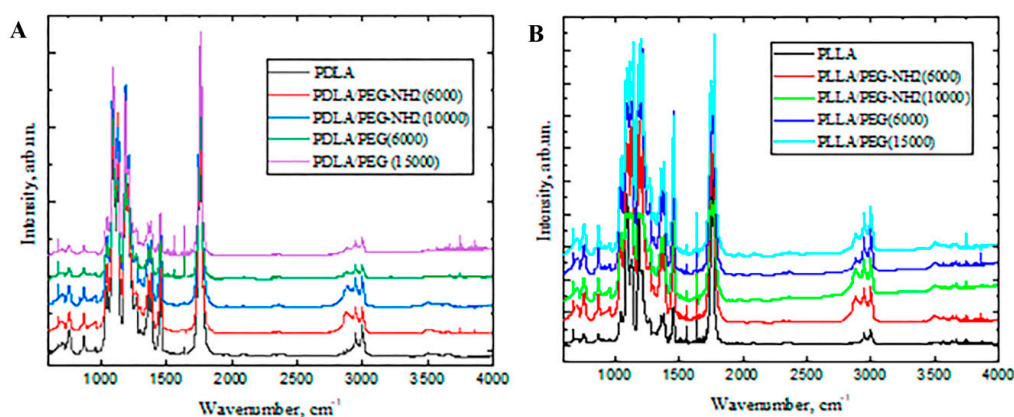 A
PDLA
PDLA/PEG-NH2(6000)
PDLA/PEG-NH2(10000)
PDLA/PEG(6000)
PDLA/PEG (15000)
Intensity, arb.un.
1000 1500 2000 2500 3000 3500 4000
Wavenumber, cm⁻¹
B
PLLA
PLLA/PEG-NH2(6000)
PLLA/PEG-NH2(10000)
PLLA/PEG(6000)
PLLA/PEG(15000)
Intensity, arb.un.
1000 1500 2000 2500 3000 3500 4000
Wavenumber, cm⁻¹